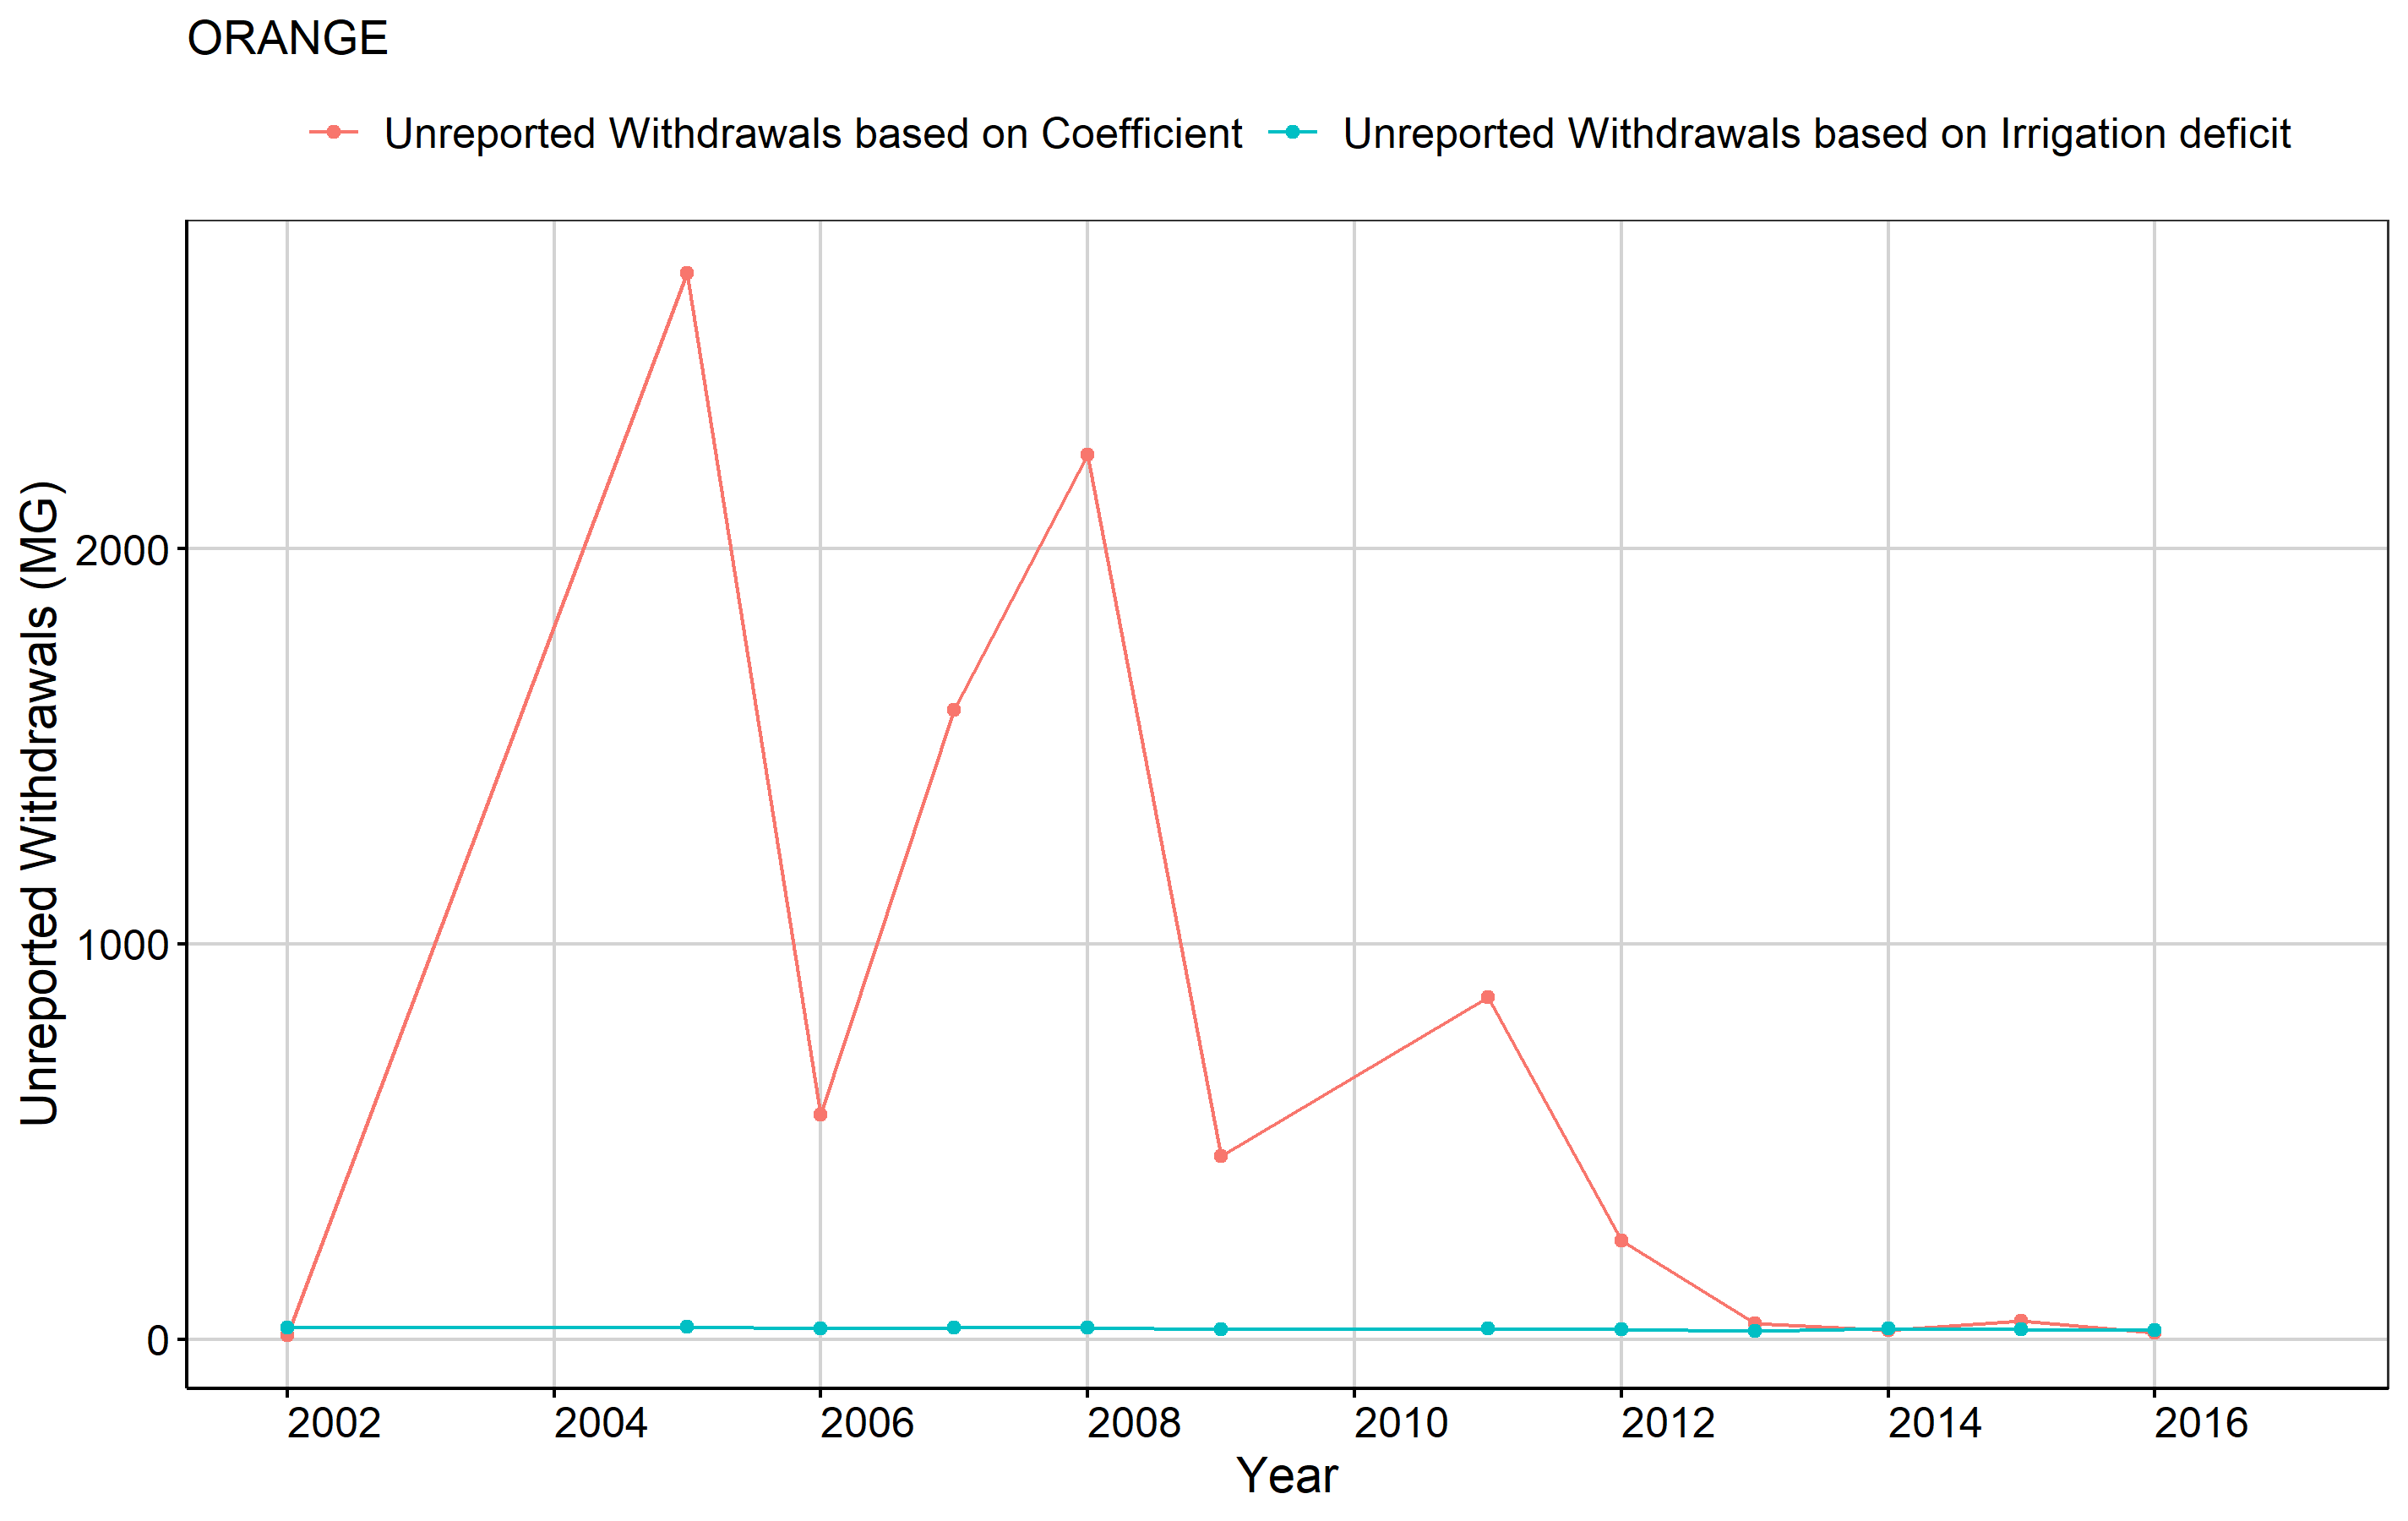 ORANGE
Unreported Withdrawals based on Coefficient Unreported Withdrawals based on Irrigation deficit
Unreported Withdrawals (MG)
2000
1000
0
2002 2004 2006 2008 2010 2012 2014 2016
Year